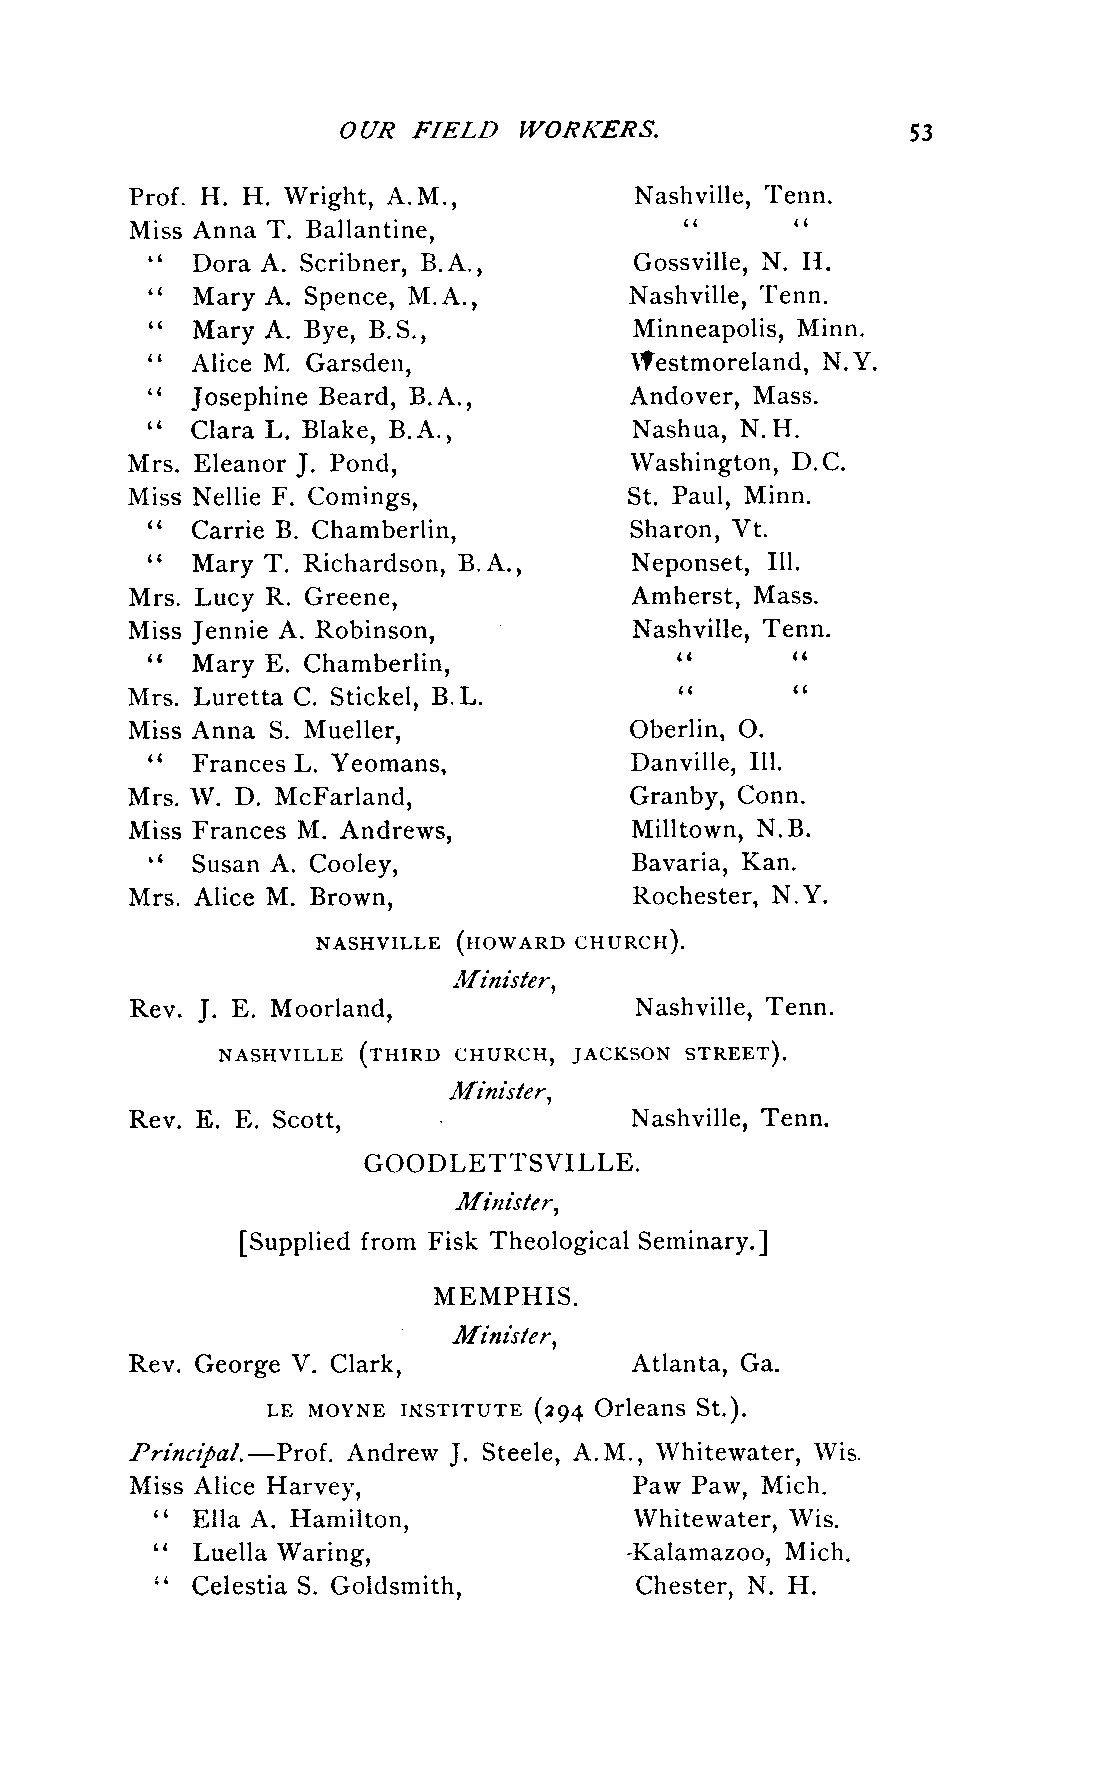 OUR FIELD WORKERS. 53
Prof. H. H. Wright, A.M., Nashville, Tenn.
Miss Anna T. Ballantine, “ “
“ Dora A. Scribner, B.A., Gossville, N. H.
“ Mary A. Spence, M.A., Nashville, Tenn.
“ Mary A. Bye, B.S., Minneapolis, Minn.
“ Alice M. Garsden, Westmoreland, N.Y.
“ Josephine Beard, B.A., Andover, Mass.
“ Clara L. Blake, B.A., Nashua, N.H.
Mrs. Eleanor J. Pond, Washington, D.C.
Miss Nellie F. Comings, St. Paul, Minn.
“ Carrie B. Chamberlin, Sharon, Vt.
“ Mary T. Richardson, B.A., Neponset, Ill.
Mrs. Lucy R. Greene, Amherst, Mass.
Miss Jennie A. Robinson, Nashville, Tenn.
“ Mary E. Chamberlin, “ “
Mrs. Luretta C. Stickel, B.L. “ “
Miss Anna S. Mueller, Oberlin, O.
“ Frances L. Yeomans, Danville, Ill.
Mrs. W. D. McFarland, Granby, Conn.
Miss Frances M. Andrews, Milltown, N.B.
“ Susan A. Cooley, Bavaria, Kan.
Mrs. Alice M. Brown, Rochester, N.Y.
NASHVILLE (HOWARD CHURCH).
Minister,
Rev. J. E. Moorland, Nashville, Tenn.
NASHVILLE (THIRD CHURCH, JACKSON STREET).
Minister,
Rev. E. E. Scott, Nashville, Tenn.
GOODLETTSVILLE.
Minister,
[Supplied from Fisk Theological Seminary.]
MEMPHIS.
Minister,
Rev. George V. Clark, Atlanta, Ga.
LE MOYNE INSTITUTE (294 Orleans St.).
Principal.—Prof. Andrew J. Steele, A.M., Whitewater, Wis.
Miss Alice Harvey, Paw Paw, Mich.
“ Ella A. Hamilton, Whitewater, Wis.
“ Luella Waring, Kalamazoo, Mich.
“ Celestia S. Goldsmith, Chester, N. H.